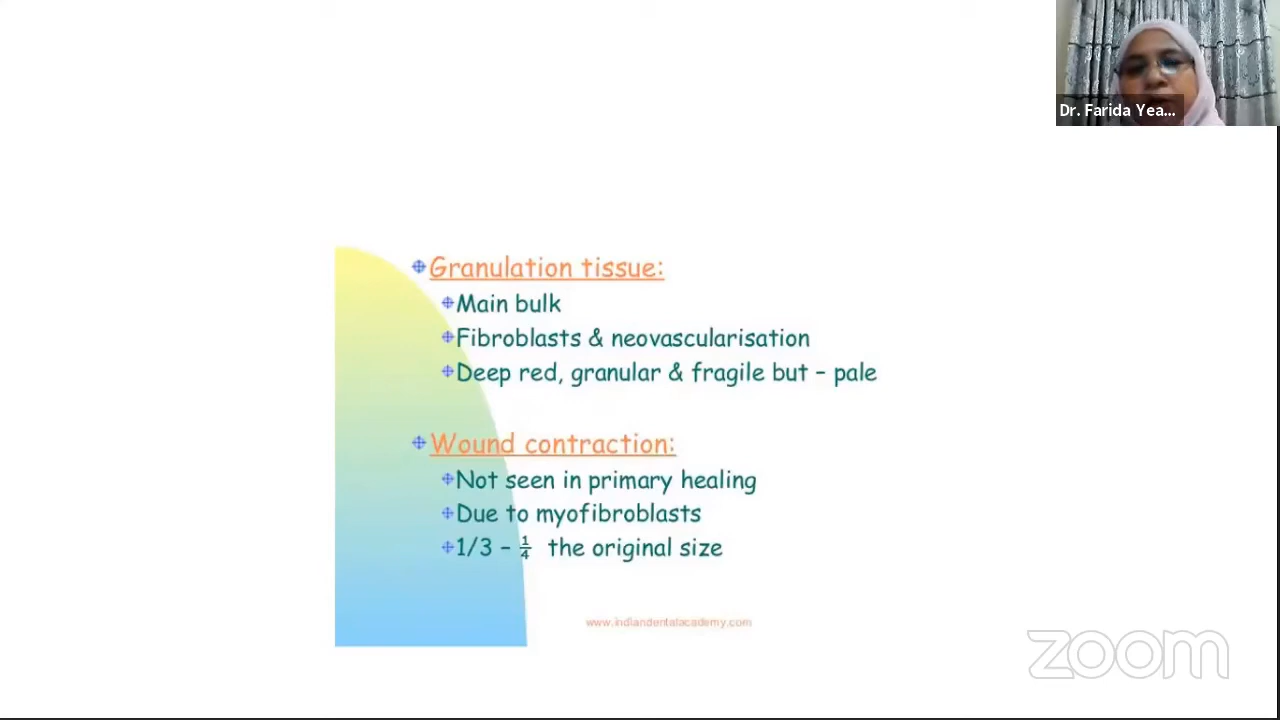 Dr. Farida Yea...
Granulation tissue:
Main bulk
Fibroblasts & neovascularisation
Deep red, granular & fragile but – pale
Wound contraction:
Not seen in primary healing
Due to myofibroblasts
1/3 – ¼ the original size
www.indiandentalacademy.com
zoom